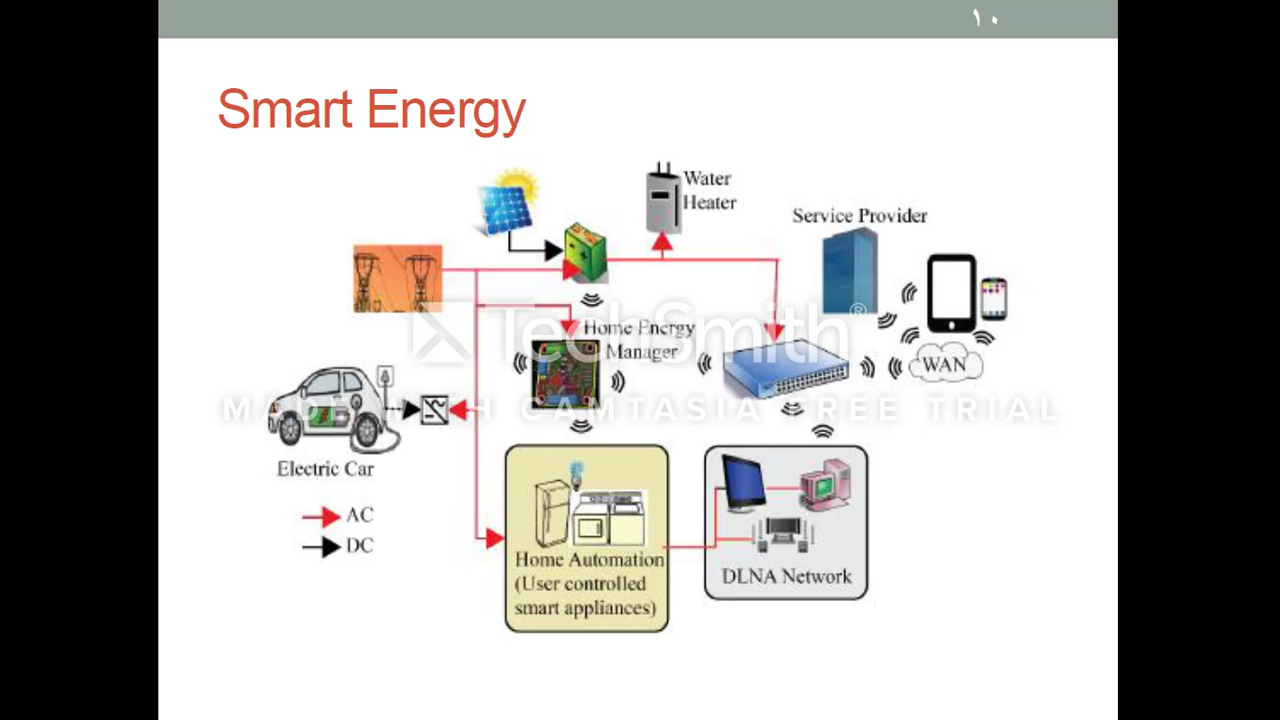 ١٠
Smart Energy
Water
Heater
Service Provider
TechSmith®
Home Energy
Manager
WAN
MADE WITH CAMTASIA FREE TRIAL
Electric Car
AC
DC
Home Automation
(User controlled
smart appliances)
DLNA Network